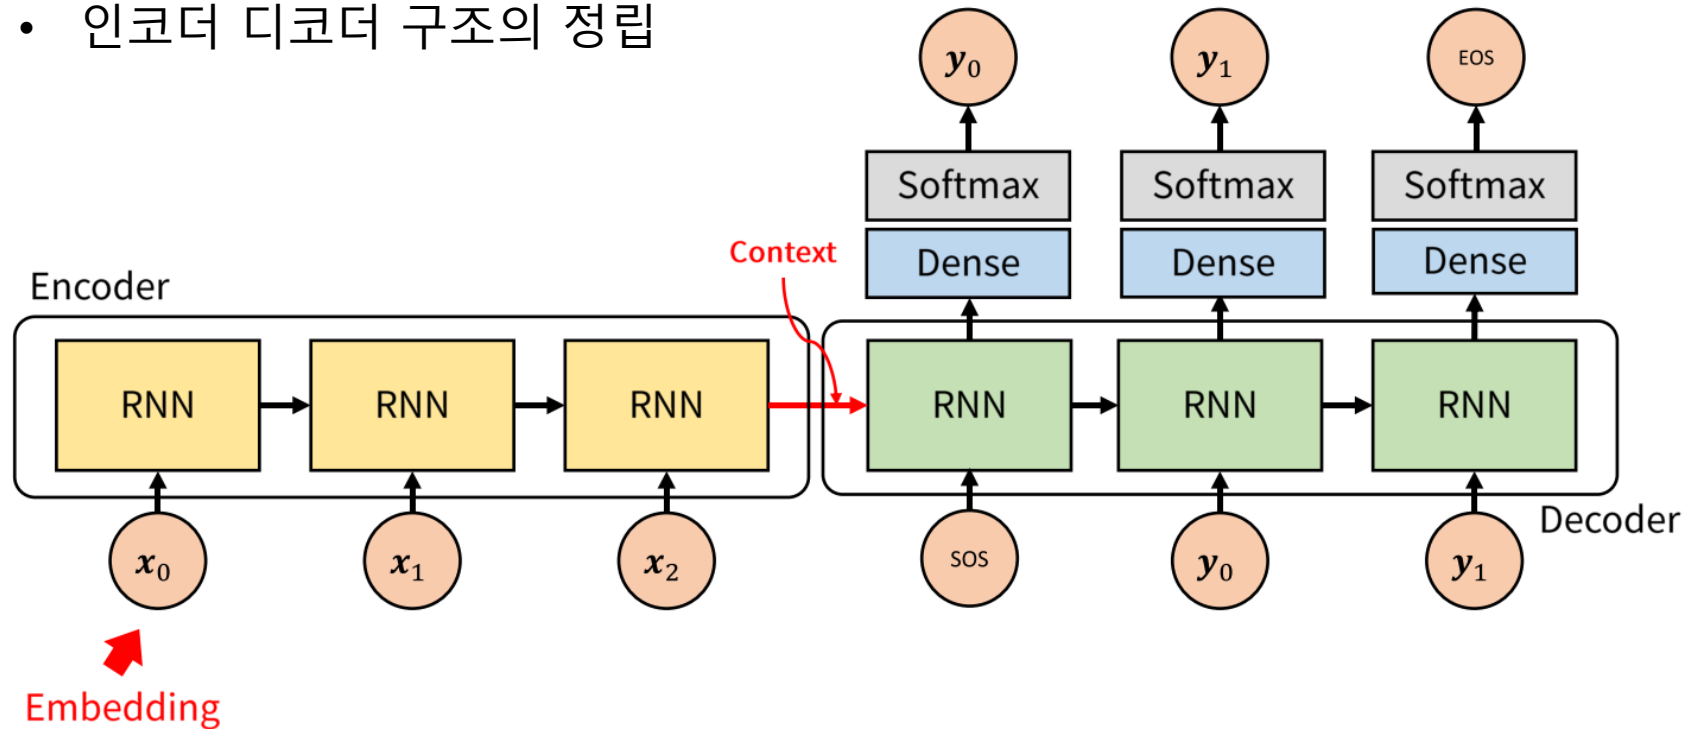 • 인코더 디코더 구조의 정립
y₀ y₁ EOS
Softmax Softmax Softmax
Context
Dense Dense Dense
Encoder
RNN RNN RNN RNN RNN RNN
Decoder
x₀ x₁ x₂ SOS y₀ y₁
Embedding